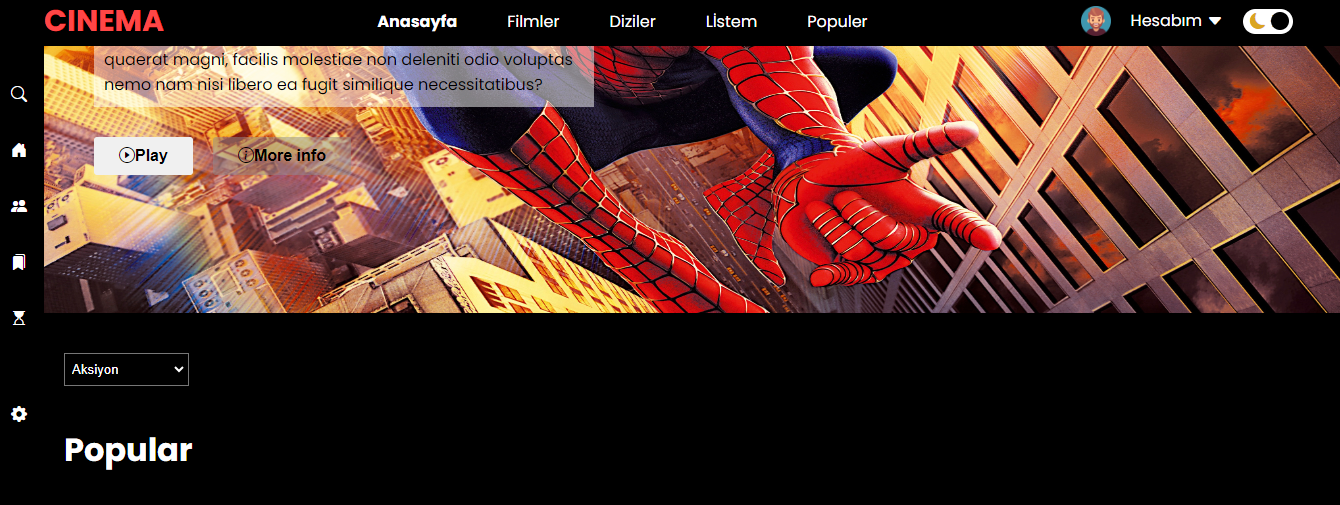 CINEMA Anasayfa Filmler Diziler Listem Populer Hesabım
quaerat magni, facilis molestiae non deleniti odio voluptas
nemo nam nisi libero ea fugit similique necessitatibus?
Play More info
Aksiyon
Popular